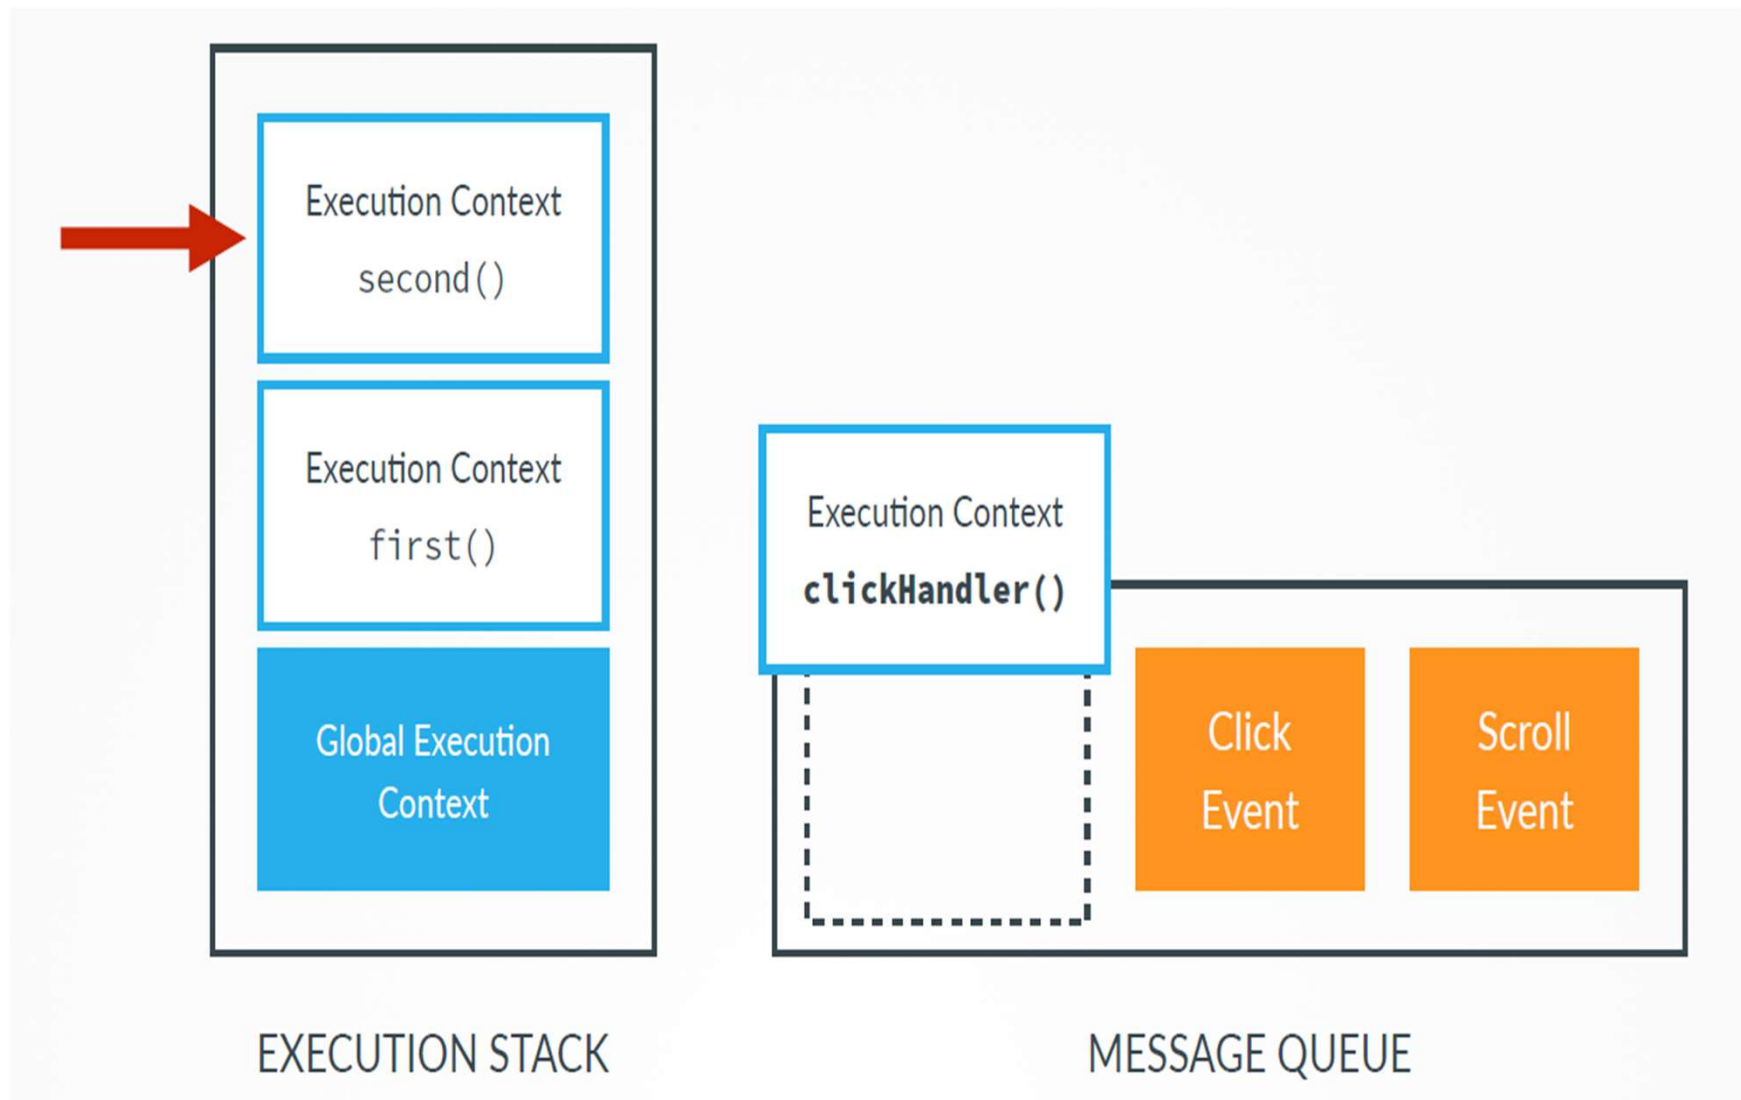 Execution Context
second()
Execution Context
first()
Global Execution
Context
EXECUTION STACK
Execution Context
clickHandler()
Click
Event
Scroll
Event
MESSAGE QUEUE